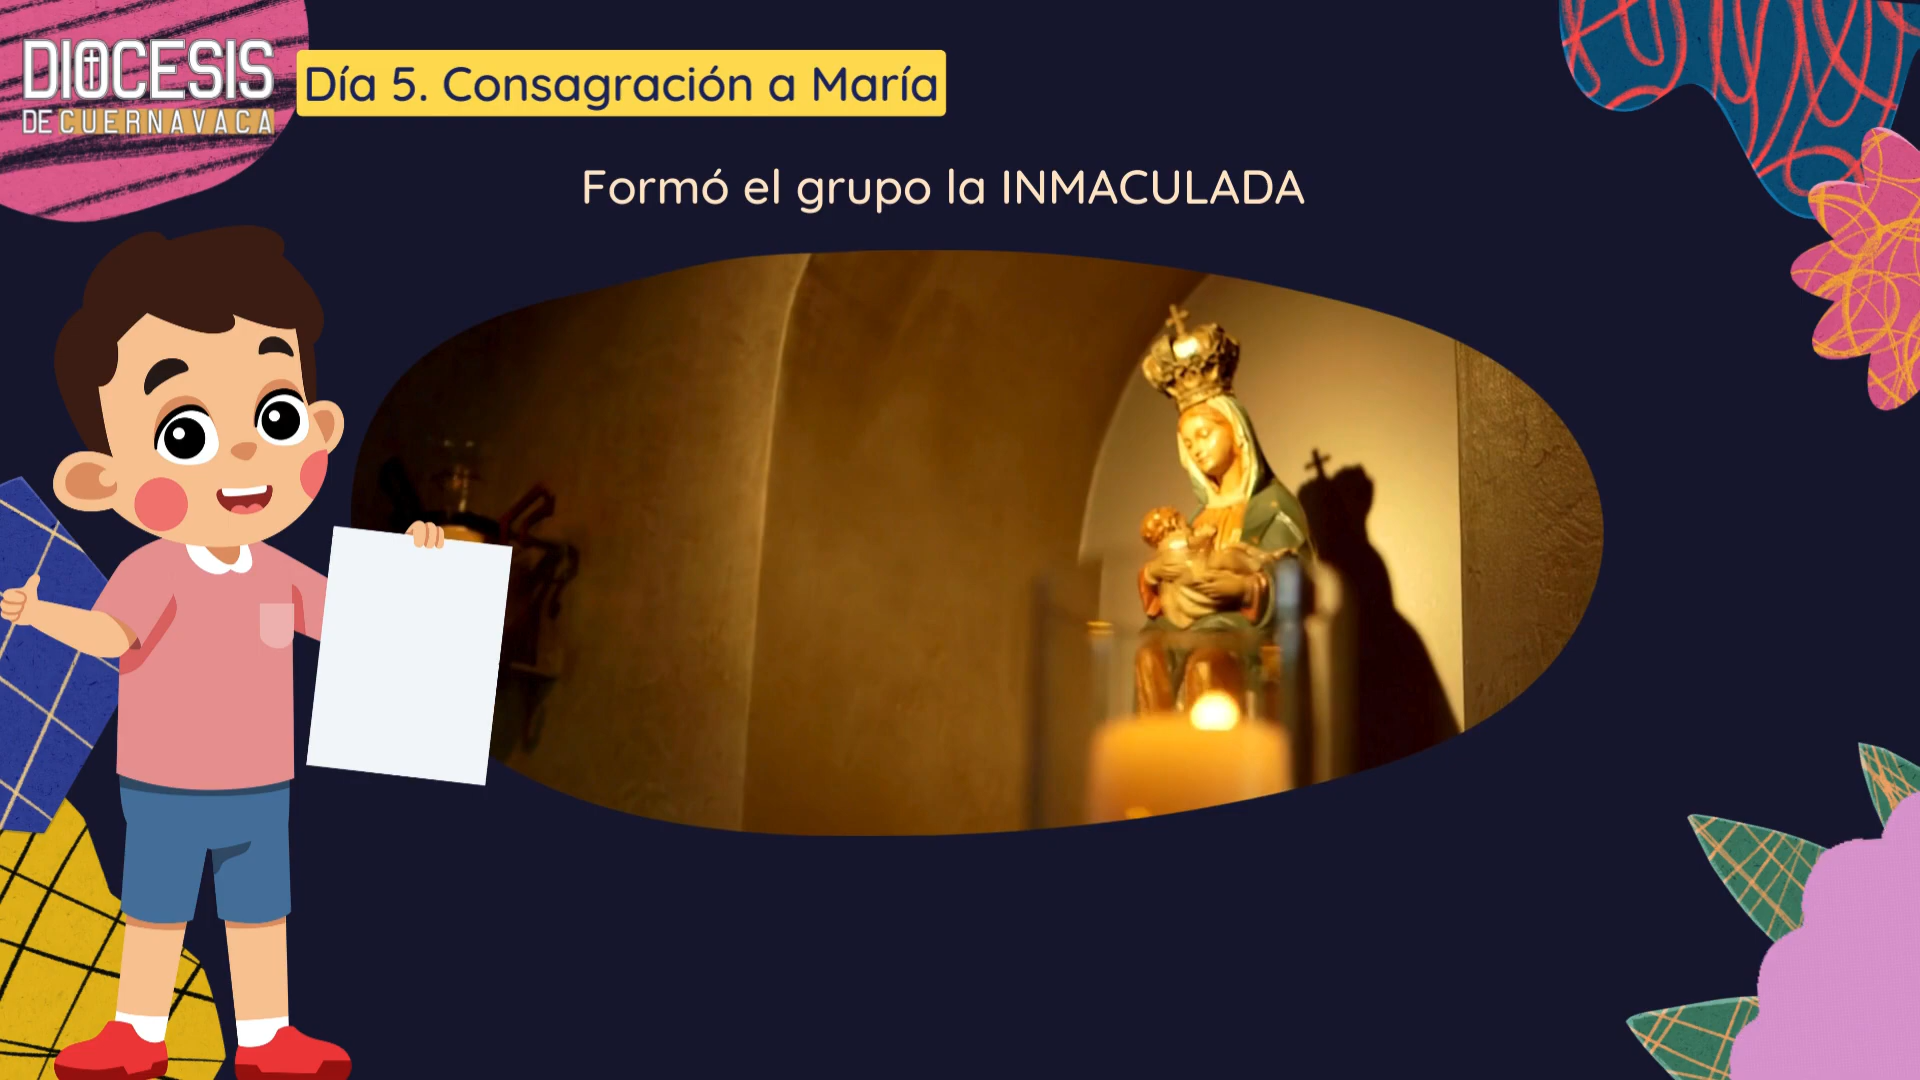 DIOCESIS
DE CUERNAVACA
Día 5. Consagración a María
Formó el grupo la INMACULADA